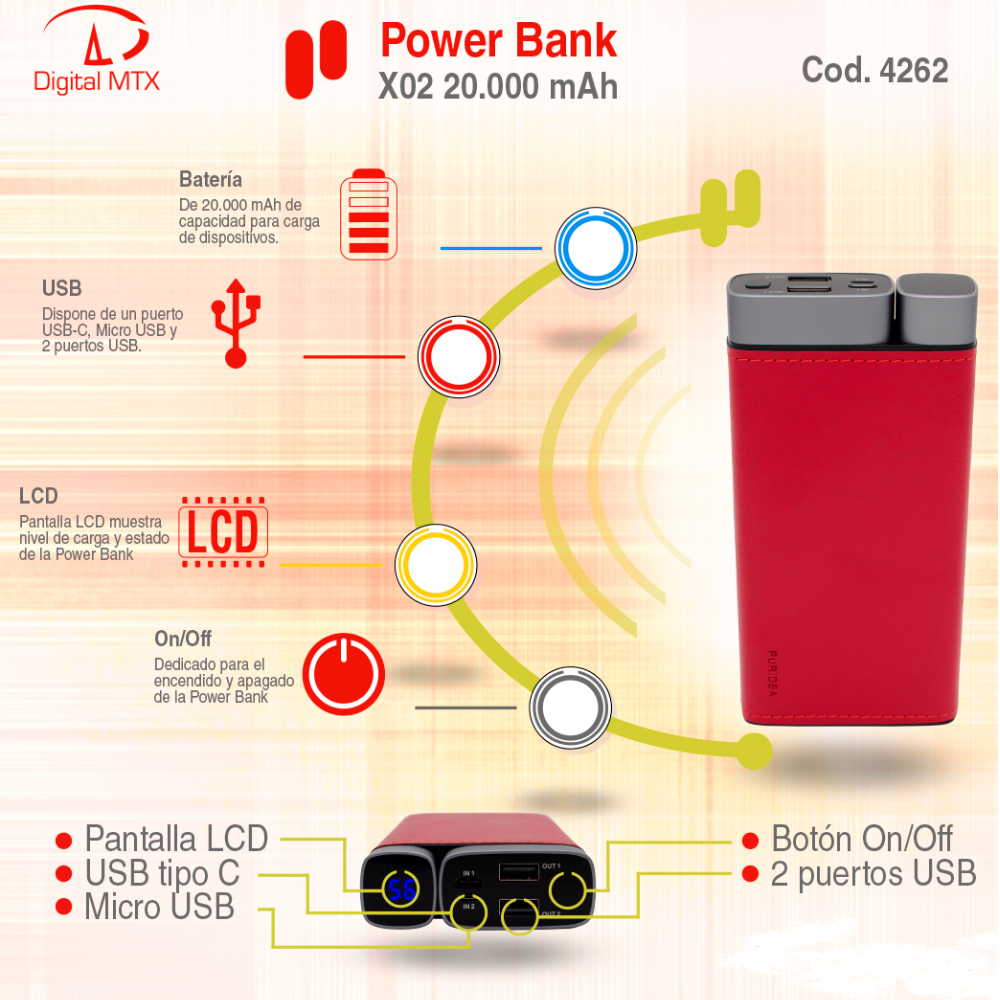 Digital MTX
Power Bank
X02 20.000 mAh
Cod. 4262
Batería
De 20.000 mAh de
capacidad para carga
de dispositivos.
USB
Dispone de un puerto
USB-C, Micro USB y
2 puertos USB.
LCD
Pantalla LCD muestra
nivel de carga y estado
de la Power Bank
LCD
On/Off
Dedicado para el
encendido y apagado
de la Power Bank
PURIDEA
Pantalla LCD
USB tipo C
Micro USB
56
IN 1
IN 2
OUT 1
OUT 2
Botón On/Off
2 puertos USB